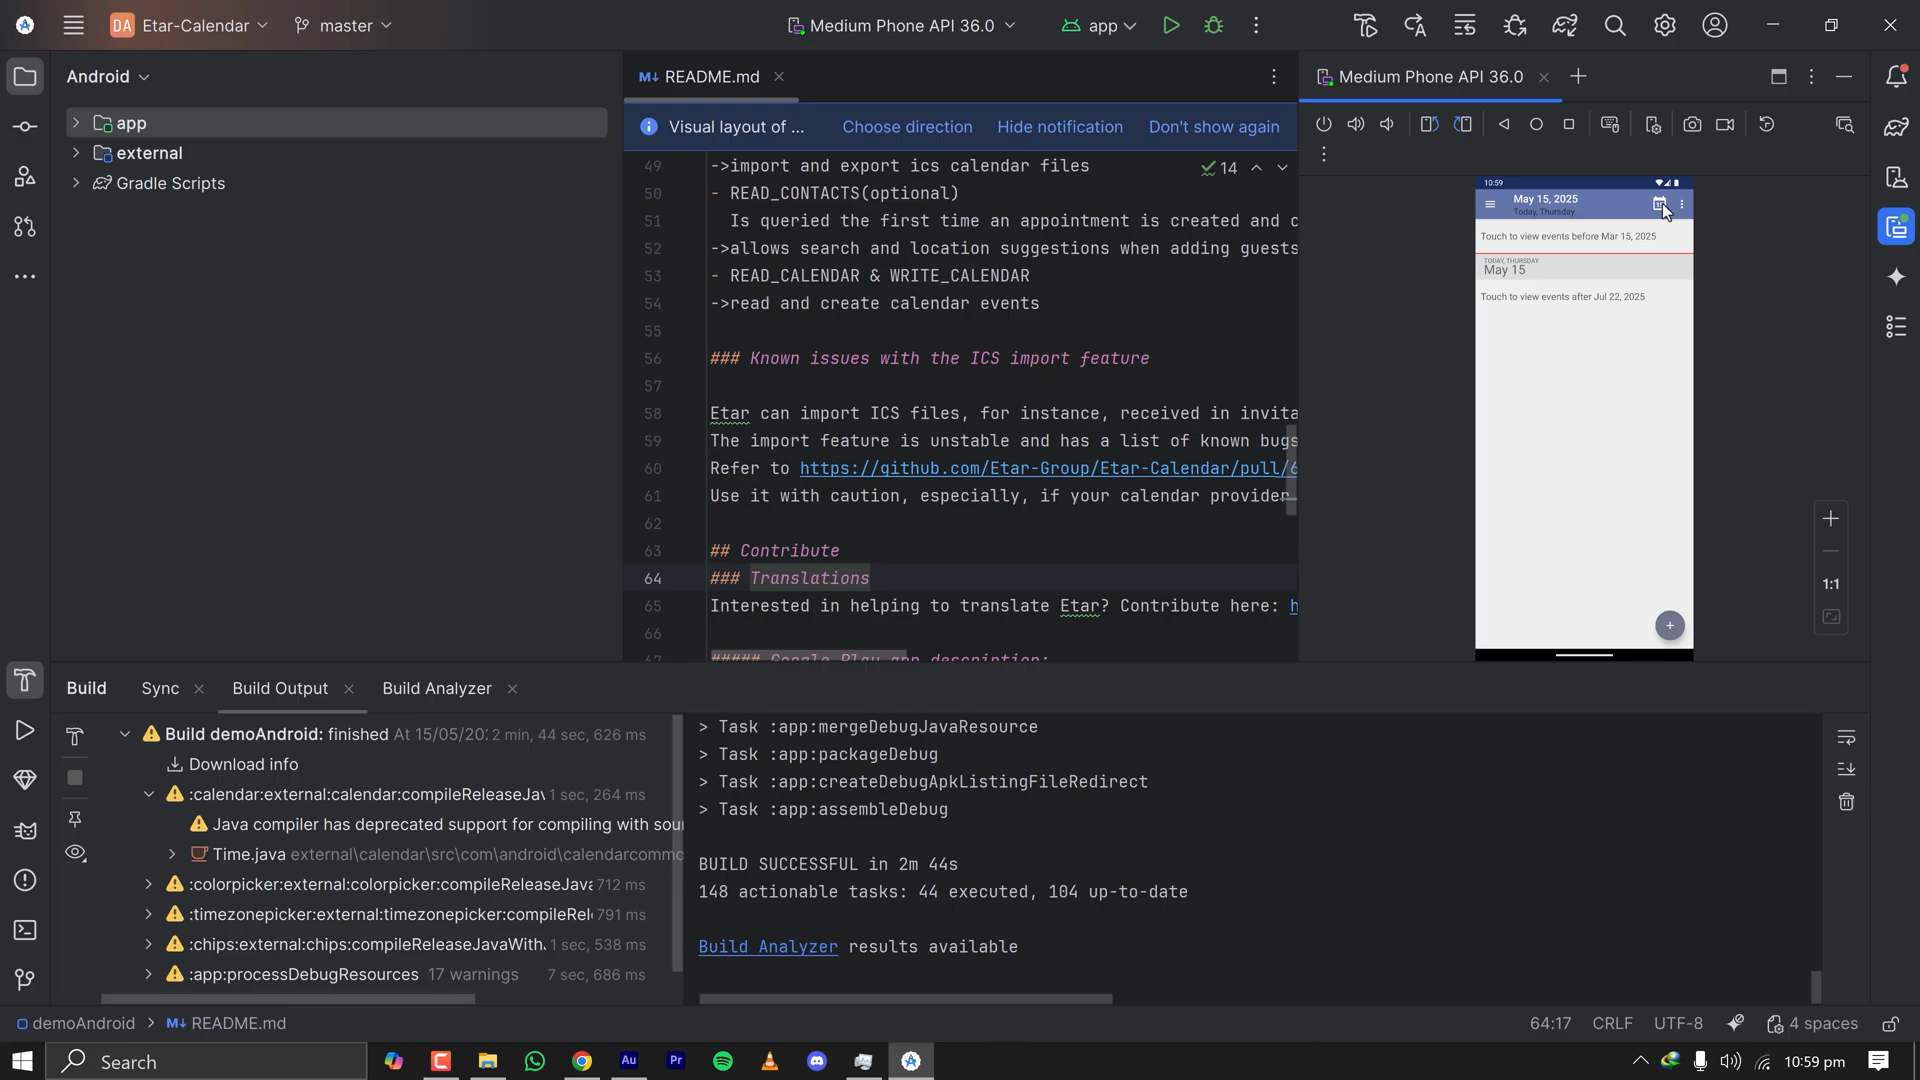 DA Etar-Calendar master Medium Phone API 36.0 app
Android
app
external
Gradle Scripts
M↓ README.md
Visual layout of ... Choose direction Hide notification Don't show again
14
49 ->import and export ics calendar files
50 - READ_CONTACTS(optional)
51 Is queried the first time an appointment is created and c
52 ->allows search and location suggestions when adding guests
53 - READ_CALENDAR & WRITE_CALENDAR
54 ->read and create calendar events
55
56 ### Known issues with the ICS import feature
57
58 Etar can import ICS files, for instance, received in invita
59 The import feature is unstable and has a list of known bugs
60 Refer to https://github.com/Etar-Group/Etar-Calendar/pull/6
61 Use it with caution, especially, if your calendar provider
62
63 ## Contribute
64 ### Translations
65 Interested in helping to translate Etar? Contribute here: h
66
67 ##### Google Play app description:
Medium Phone API 36.0
10:59
May 15, 2025
Today, Thursday
Touch to view events before Mar 15, 2025
TODAY, THURSDAY
May 15
Touch to view events after Jul 22, 2025
1:1
Build Sync Build Output Build Analyzer
Build demoAndroid: finished At 15/05/20: 2 min, 44 sec, 626 ms
Download info
:calendar:external:calendar:compileReleaseJav 1 sec, 264 ms
Java compiler has deprecated support for compiling with sou
Time.java external\calendar\src\com\android\calendarcommo
:colorpicker:external:colorpicker:compileReleaseJava 712 ms
:timezonepicker:external:timezonepicker:compileRel 791 ms
:chips:external:chips:compileReleaseJavaWith. 1 sec, 538 ms
:app:processDebugResources 17 warnings 7 sec, 686 ms
> Task :app:mergeDebugJavaResource
> Task :app:packageDebug
> Task :app:createDebugApkListingFileRedirect
> Task :app:assembleDebug
BUILD SUCCESSFUL in 2m 44s
148 actionable tasks: 44 executed, 104 up-to-date
Build Analyzer results available
demoAndroid > M↓ README.md
64:17 CRLF UTF-8 4 spaces
Search
Au Pr
10:59 pm